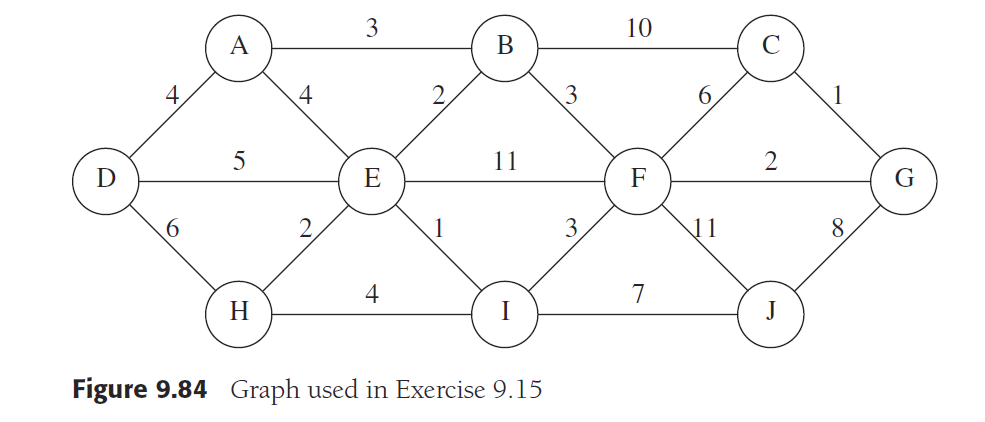 3 10
A B C
4 4 2 3 6 1
5 11 2
D E F G
6 2 1 3 11 8
4 7
H I J
Figure 9.84 Graph used in Exercise 9.15